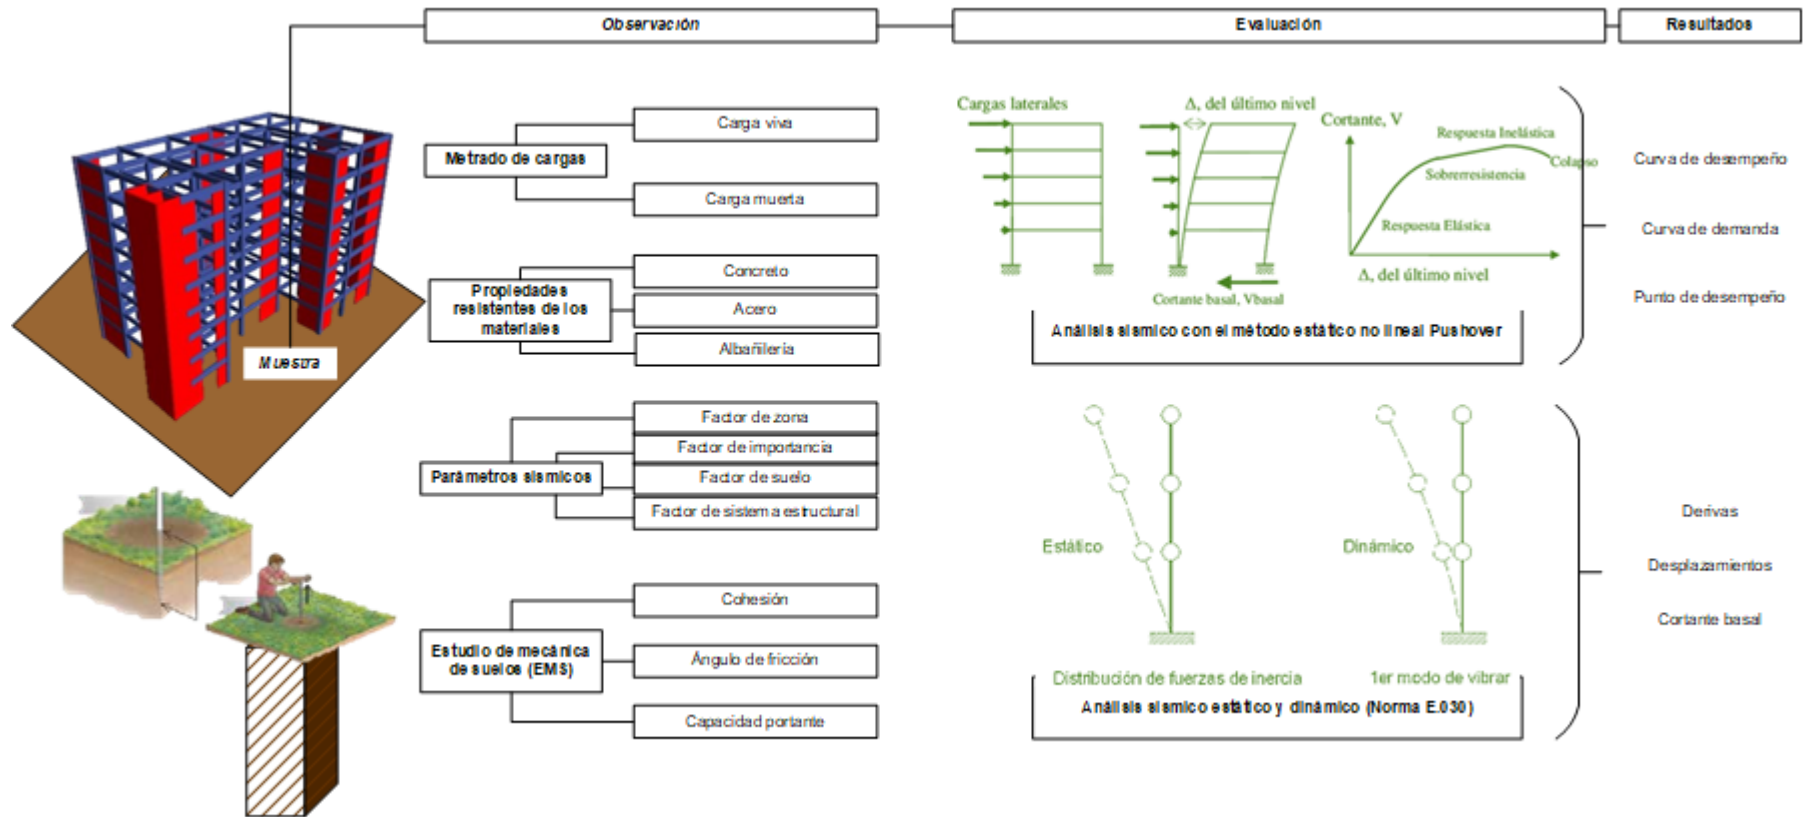 Observación
Evaluación
Resultados
Muestra
Metrado de cargas
Carga viva
Carga muerta
Propiedades
resistentes de los
materiales
Concreto
Acero
Albañilería
Parámetros sísmicos
Factor de zona
Factor de importancia
Factor de suelo
Factor de sistema estructural
Estudio de mecánica
de suelos (EMS)
Cohesión
Ángulo de fricción
Capacidad portante
Cargas laterales
Δ, del último nivel
Cortante basal, Vbasal
Cortante, V
Respuesta Inelástica
Colapso
Sobrerresistencia
Respuesta Elástica
Δ, del último nivel
Análisis sísmico con el método estático no lineal Pushover
Estático
Dinámico
Distribución de fuerzas de inercia
1er modo de vibrar
Análisis sísmico estático y dinámico (Norma E.030)
Curva de desempeño
Curva de demanda
Punto de desempeño
Derivas
Desplazamientos
Cortante basal